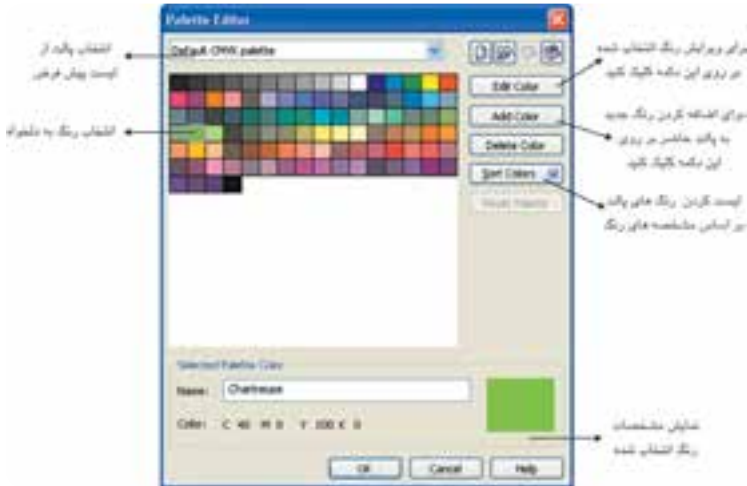 Palette Editor
Default CMYK palette
Edit Color
Add Color
Delete Color
Sort Colors
Reset Palette
Selected Palette Color
Name: Chartreuse
Color: C 40 M 0 Y 100 K 0
OK
Cancel
Help
انتخاب پالت از
لیست پیش فرض
انتخاب رنگ به دلخواه
برای ویرایش رنگ انتخاب شده
بر روی این دکمه کلیک کنید
برای اضافه کردن رنگ جدید
به پالت حاضر بر روی
این دکمه کلیک کنید
لیست کردن رنگ های پالت
بر اساس مشخصه های رنگ
نمایش مشخصات
رنگ انتخاب شده